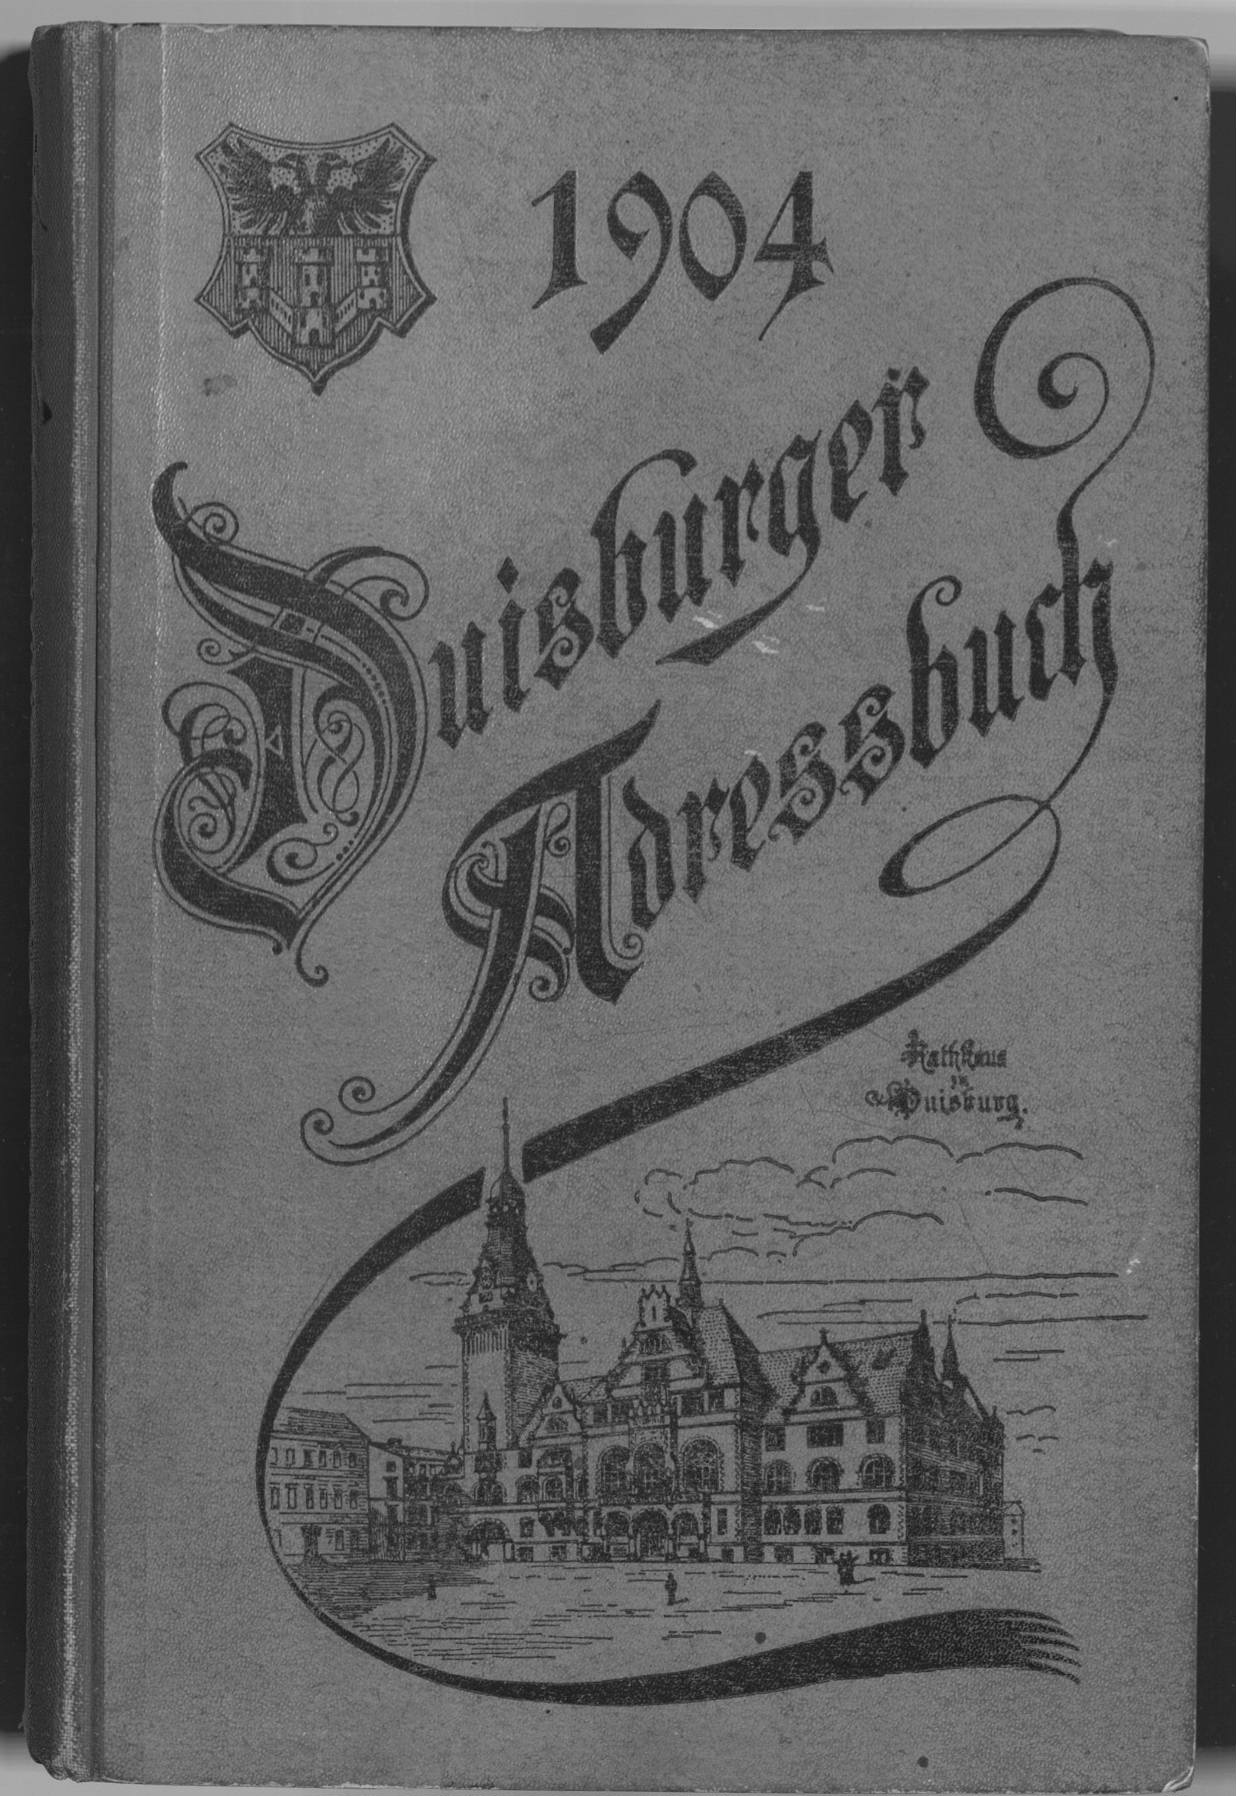 1904
Duisburger
Adressbuch
Rathhaus
in
Duisburg.